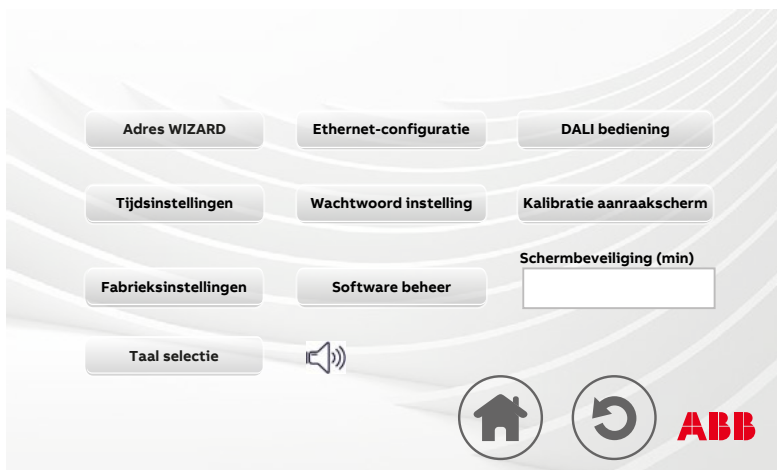 Adres WIZARD
Ethernet-configuratie
DALI bediening
Tijdsinstellingen
Wachtwoord instelling
Kalibratie aanraakscherm
Schermbeveiliging (min)
Fabrieksinstellingen
Software beheer
Taal selectie
ABB